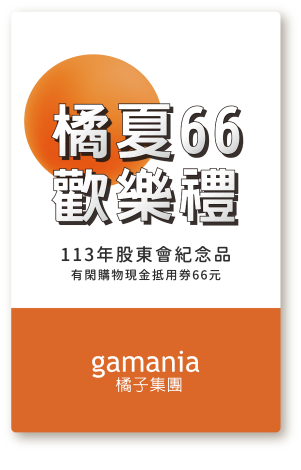 橘夏66
歡樂禮
113年股東會紀念品
有閑購物現金抵用券66元
gamania
橘子集團